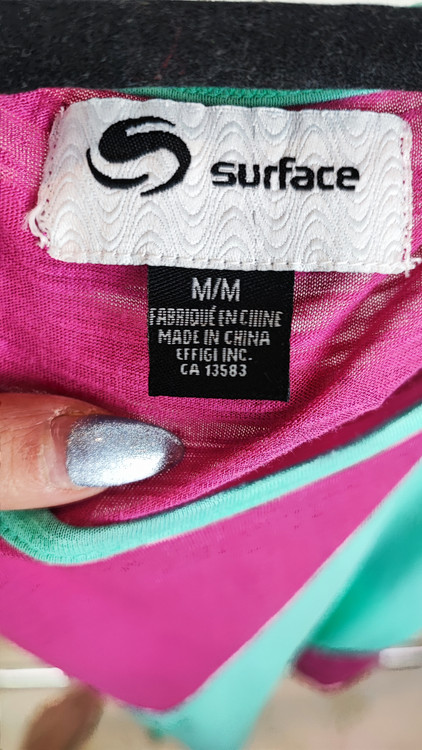 surface
M/M
FABRIQUÉ EN CHINE
MADE IN CHINA
EFFIGI INC.
CA 13583